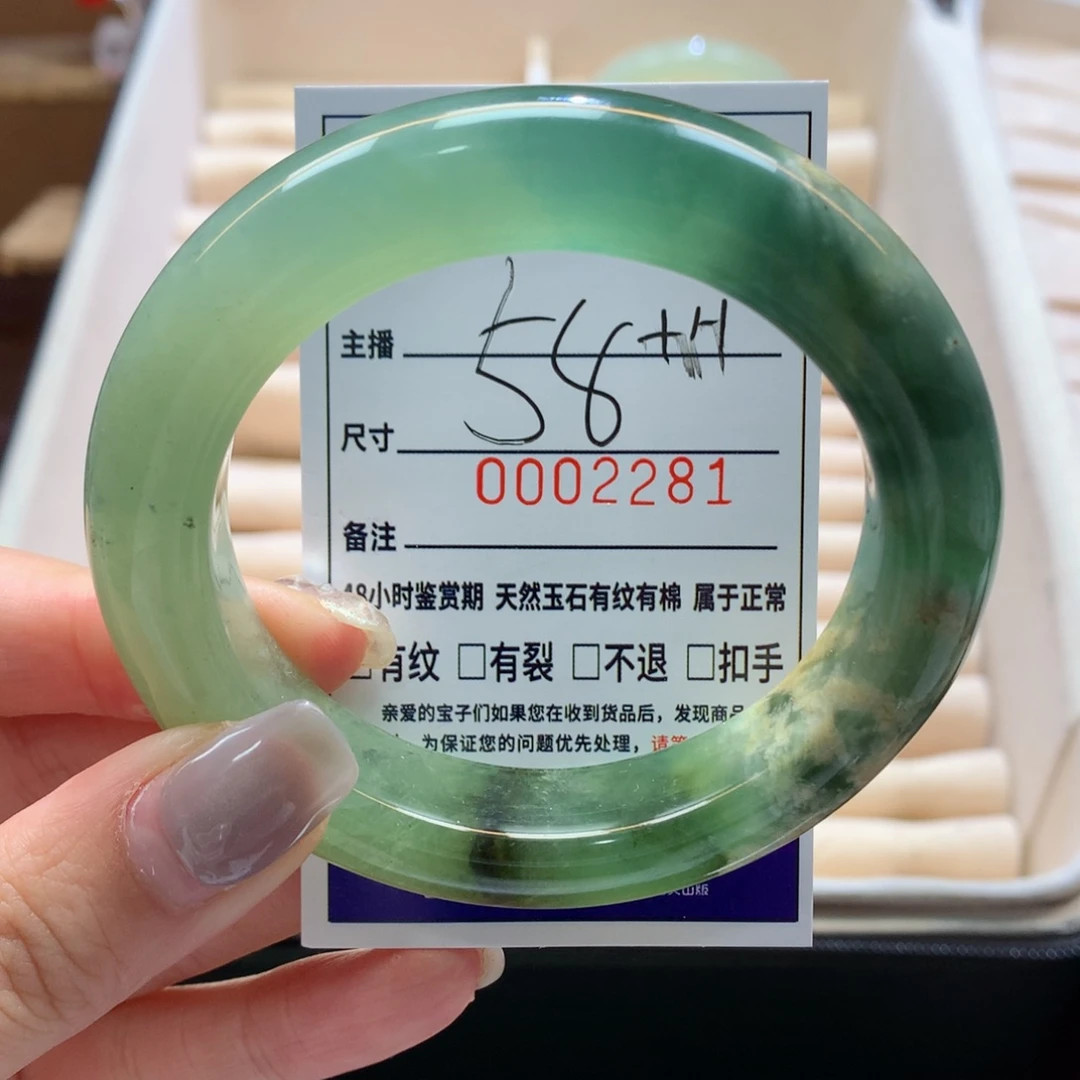 主播
58++
尺寸
0002281
备注
48小时鉴赏期 天然玉石有纹有棉 属于正常
□有纹 □有裂 □不退 □扣手
亲爱的宝子们如果您在收到货品后，发现商品
为保证您的问题优先处理，请
出版